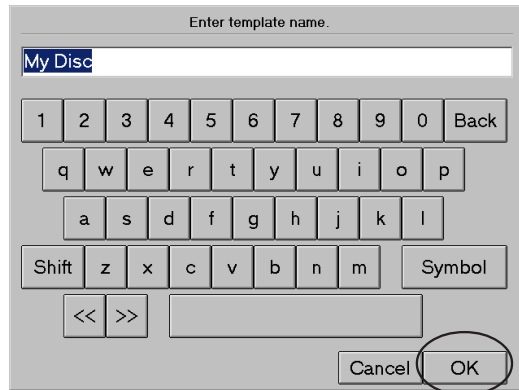 Enter template name.
My Disc
1 2 3 4 5 6 7 8 9 0 Back
q w e r t y u i o p
a s d f g h j k l
Shift z x c v b n m Symbol
<< >>
Cancel OK